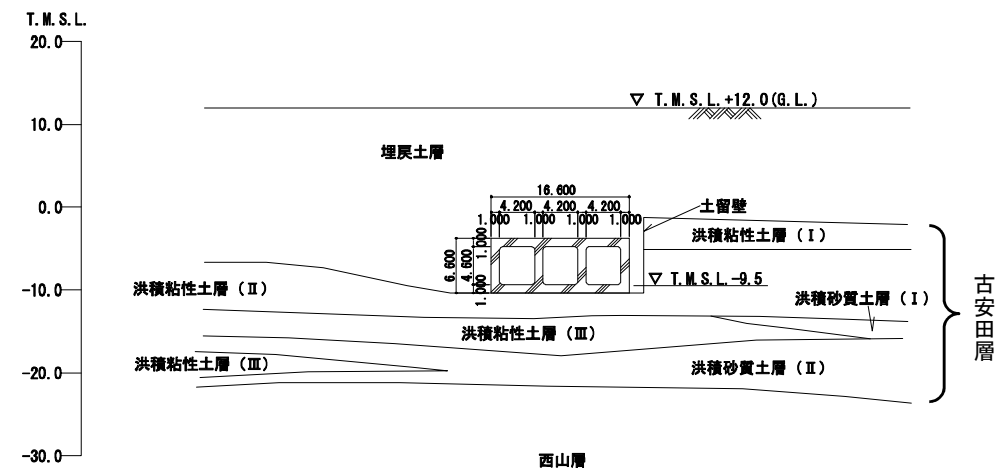 T.M.S.L.
20.0
▽ T.M.S.L.+12.0(G.L.)
10.0
埋戻土層
16.600
土留壁
0.0
4.200 4.200 4.200
1.000 1.000 1.000 1.000
洪積粘性土層(Ⅰ)
1.000
6.600
4.600
1.000
▽ T.M.S.L.-9.5
古安田層
洪積粘性土層(Ⅱ)
-10.0
洪積砂質土層(Ⅰ)
洪積粘性土層(Ⅲ)
洪積粘性土層(Ⅲ)
洪積砂質土層(Ⅱ)
-20.0
-30.0
西山層